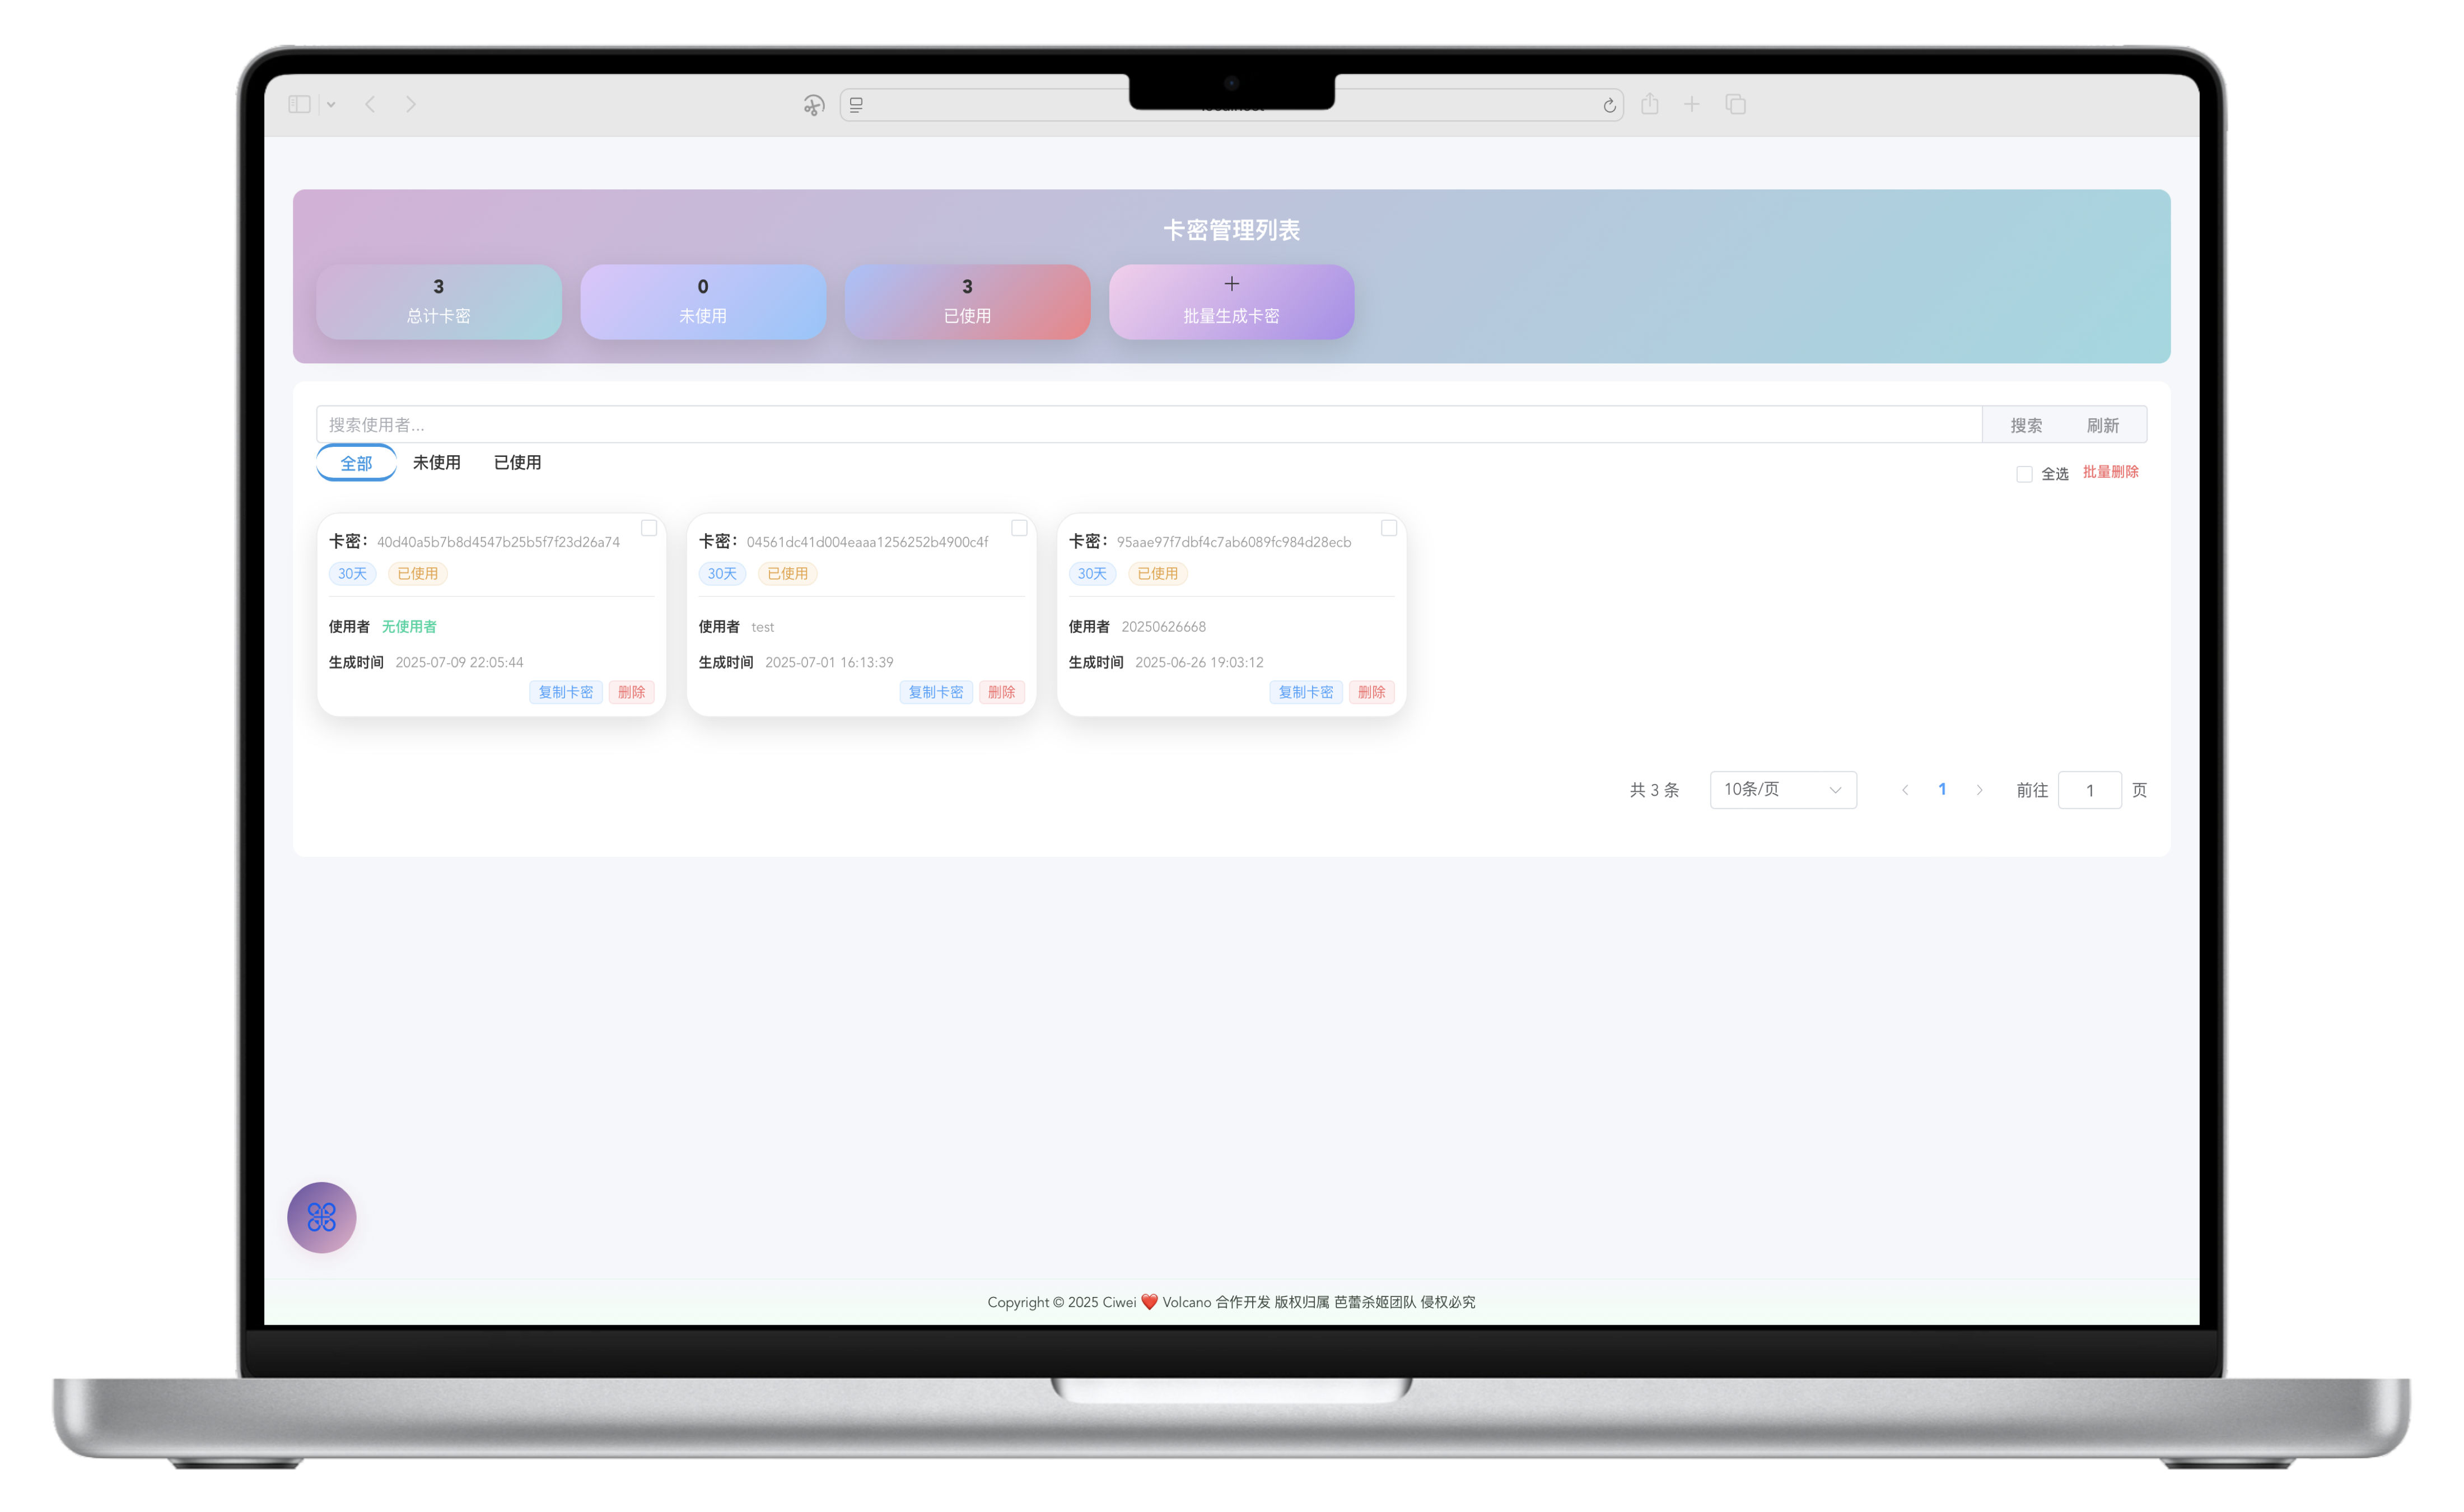 卡密管理列表
3
总计卡密
0
未使用
3
已使用
批量生成卡密
搜索使用者...
搜索 刷新
全部 未使用 已使用
全选 批量删除
卡密： 40d40a5b7b8d4547b25b5f7f23d26a74
30天 已使用
使用者 无使用者
生成时间 2025-07-09 22:05:44
复制卡密 删除
卡密： 04561dc41d004eaaa1256252b4900c4f
30天 已使用
使用者 test
生成时间 2025-07-01 16:13:39
复制卡密 删除
卡密： 95aae97f7dbf4c7ab6089fc984d28ecb
30天 已使用
使用者 20250626668
生成时间 2025-06-26 19:03:12
复制卡密 删除
共 3 条 10条/页 1 前往 1 页
Copyright © 2025 Ciwei ❤️ Volcano 合作开发 版权归属 芭蕾杀姬团队 侵权必究